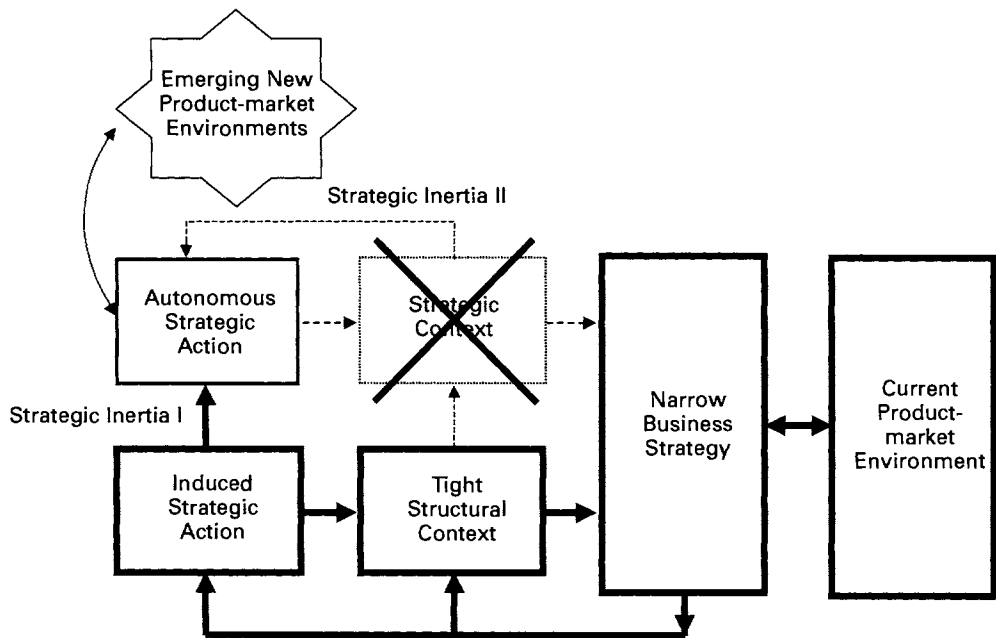 Emerging New
Product-market
Environments
Strategic Inertia II
Autonomous
Strategic
Action
Strategic
Context
Strategic Inertia I
Induced
Strategic
Action
Tight
Structural
Context
Narrow
Business
Strategy
Current
Product-
market
Environment